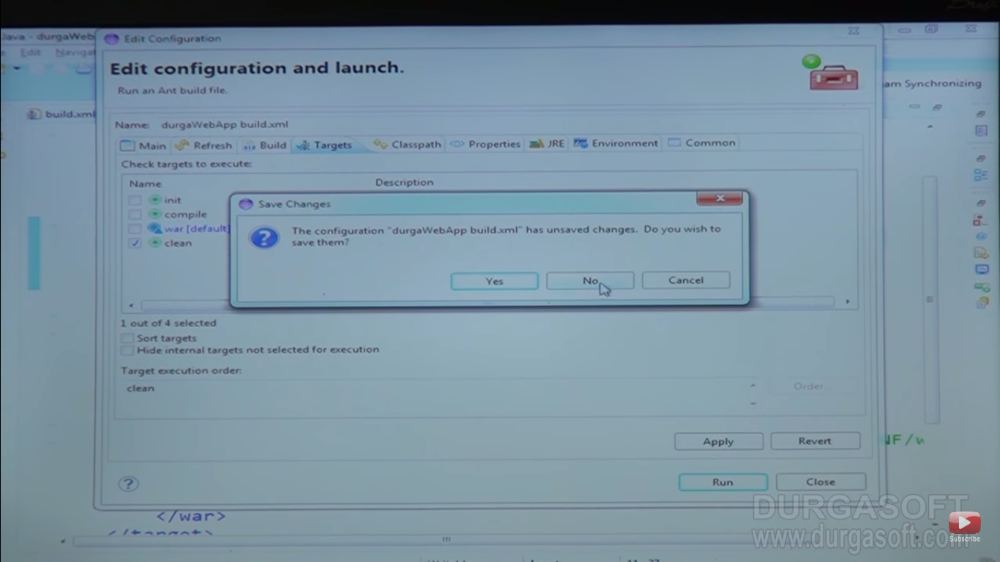 Java - durgaWeb
Edit Configuration
Edit Navigat
Edit configuration and launch.
Run an Ant build file.
am Synchronizing
build.xml
Name: durgaWebApp build.xml
Main Refresh Build Targets Classpath Properties JRE Environment Common
Check targets to execute:
Name Description
init
compile
war [default]
clean
Save Changes
The configuration "durgaWebApp build.xml" has unsaved changes. Do you wish to
save them?
Yes No Cancel
1 out of 4 selected
Sort targets
Hide internal targets not selected for execution
Target execution order:
clean
Order...
Apply Revert
Run Close
</war>
DURGASOFT
www.durgasoft.com
Subscribe